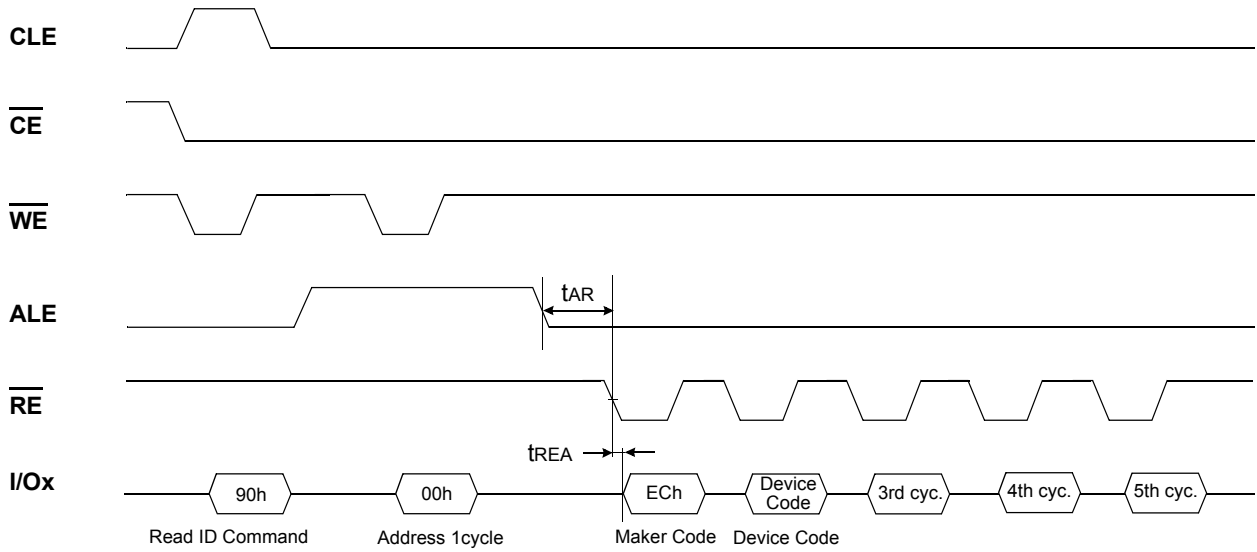 CLE
CE
WE
ALE
tAR
RE
tREA
I/Ox
90h
00h
ECh
Device
Code
3rd cyc.
4th cyc.
5th cyc.
Read ID Command
Address 1cycle
Maker Code
Device Code